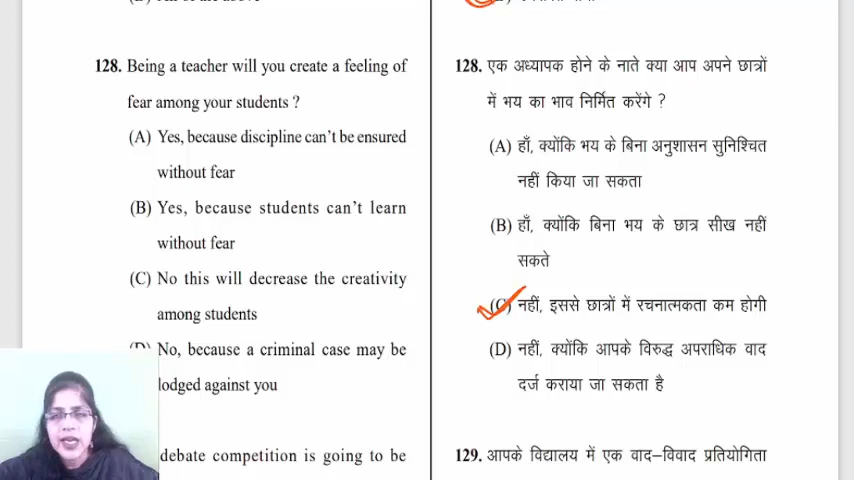 128. Being a teacher will you create a feeling of
fear among your students ?
(A) Yes, because discipline can't be ensured
without fear
(B) Yes, because students can't learn
without fear
(C) No this will decrease the creativity
among students
(D) No, because a criminal case may be
lodged against you
debate competition is going to be
128. एक अध्यापक होने के नाते क्या आप अपने छात्रों
में भय का भाव निर्मित करेंगे ?
(A) हाँ, क्योंकि भय के बिना अनुशासन सुनिश्चित
नहीं किया जा सकता
(B) हाँ, क्योंकि बिना भय के छात्र सीख नहीं
सकते
(C) नहीं, इससे छात्रों में रचनात्मकता कम होगी
(D) नहीं, क्योंकि आपके विरुद्ध अपराधिक वाद
दर्ज कराया जा सकता है
129. आपके विद्यालय में एक वाद-विवाद प्रतियोगिता